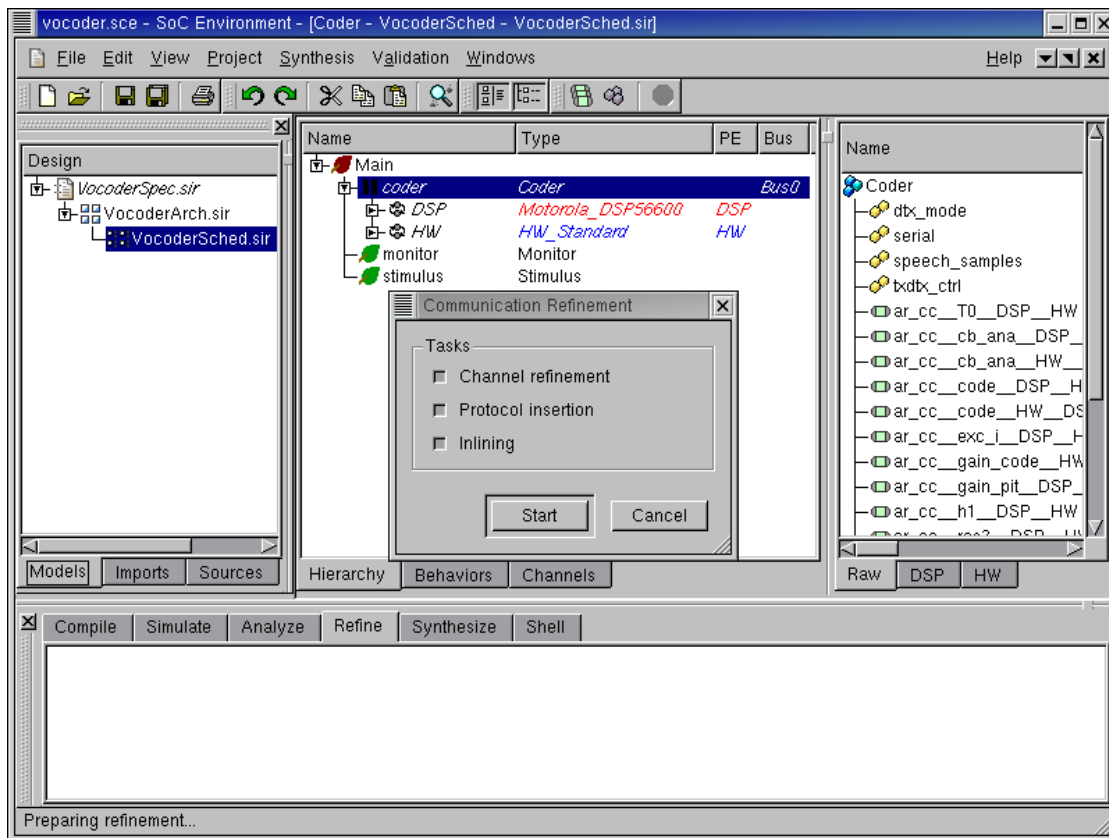 vocoder.sce - SoC Environment - [Coder - VocoderSched - VocoderSched.sir]
File Edit View Project Synthesis Validation Windows Help
Design
VocoderSpec.sir
VocoderArch.sir
VocoderSched.sir
Models Imports Sources
Name Type PE Bus
Main
coder Coder Bus0
DSP Motorola_DSP56600 DSP
HW HW_Standard HW
monitor Monitor
stimulus Stimulus
Communication Refinement
Tasks
Channel refinement
Protocol insertion
Inlining
Start Cancel
Hierarchy Behaviors Channels
Name
Coder
dtx_mode
serial
speech_samples
txdtx_ctrl
ar_cc__T0__DSP__HW
ar_cc__cb_ana__DSP_
ar_cc__cb_ana__HW__
ar_cc__code__DSP__H
ar_cc__code__HW__DS
ar_cc__exc_i__DSP__H
ar_cc__gain_code__HW
ar_cc__gain_pit__DSP_
ar_cc__h1__DSP__HW
Raw DSP HW
Compile Simulate Analyze Refine Synthesize Shell
Preparing refinement...